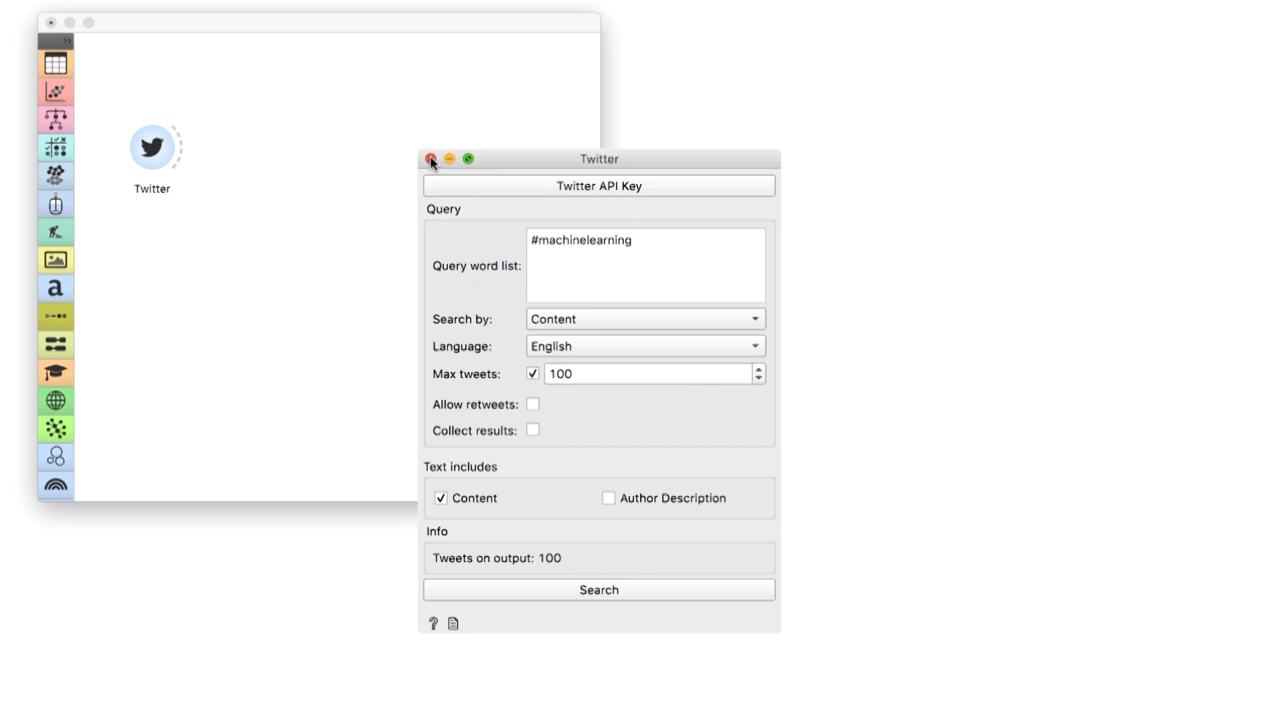 Twitter
Twitter
Twitter API Key
Query
Query word list:
#machinelearning
Search by:
Content
Language:
English
Max tweets:
100
Allow retweets:
Collect results:
Text includes
Content
Author Description
Info
Tweets on output: 100
Search
a
?